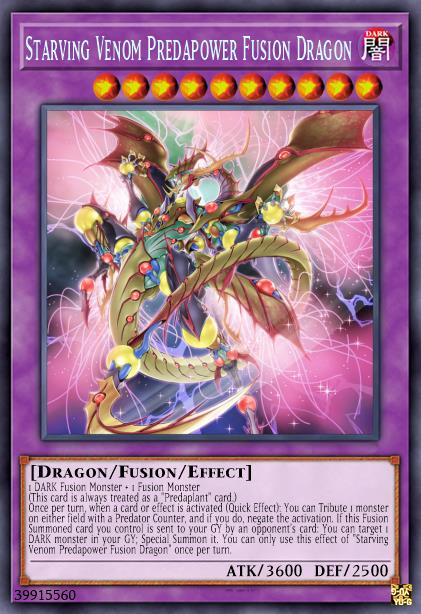 STARVING VENOM PREDAPOWER FUSION DRAGON
DARK
闇
[DRAGON/FUSION/EFFECT]
1 DARK Fusion Monster + 1 Fusion Monster
(This card is always treated as a "Predaplant" card.)
Once per turn, when a card or effect is activated (Quick Effect): You can Tribute 1 monster
on either field with a Predator Counter, and if you do, negate the activation. If this Fusion
Summoned card you control is sent to your GY by an opponent's card: You can target 1
DARK monster in your GY; Special Summon it. You can only use this effect of "Starving
Venom Predapower Fusion Dragon" once per turn.
ATK/3600 DEF/2500
39915560